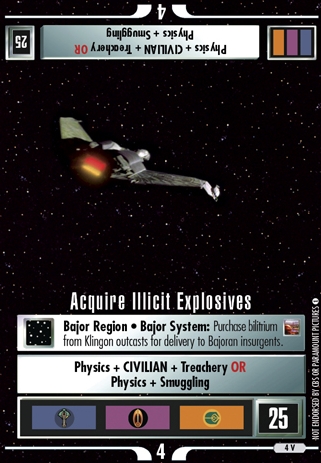 4
25
Physics + CIVILIAN + Treachery OR
Physics + Smuggling
Acquire Illicit Explosives
Bajor Region • Bajor System: Purchase bilitrium
from Klingon outcasts for delivery to Bajoran insurgents.
Physics + CIVILIAN + Treachery OR
Physics + Smuggling
25
4
4 V
NOT ENDORSED BY CBS OR PARAMOUNT PICTURES